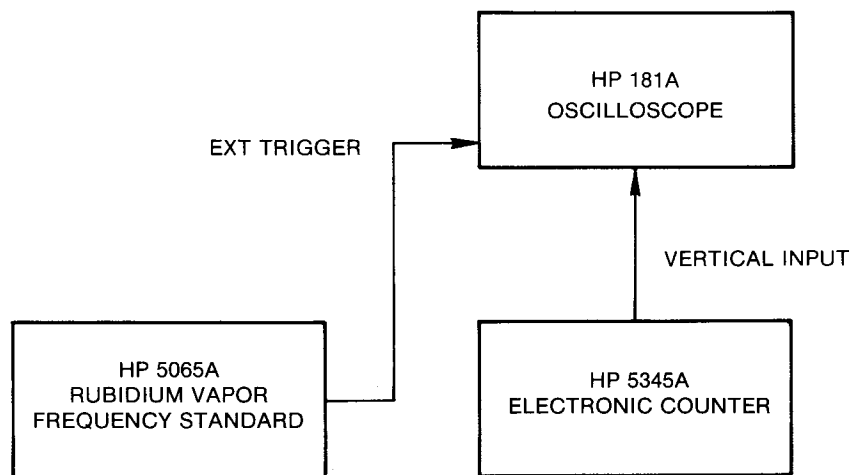 HP 181A
OSCILLOSCOPE
EXT TRIGGER
VERTICAL INPUT
HP 5065A
RUBIDIUM VAPOR
FREQUENCY STANDARD
HP 5345A
ELECTRONIC COUNTER